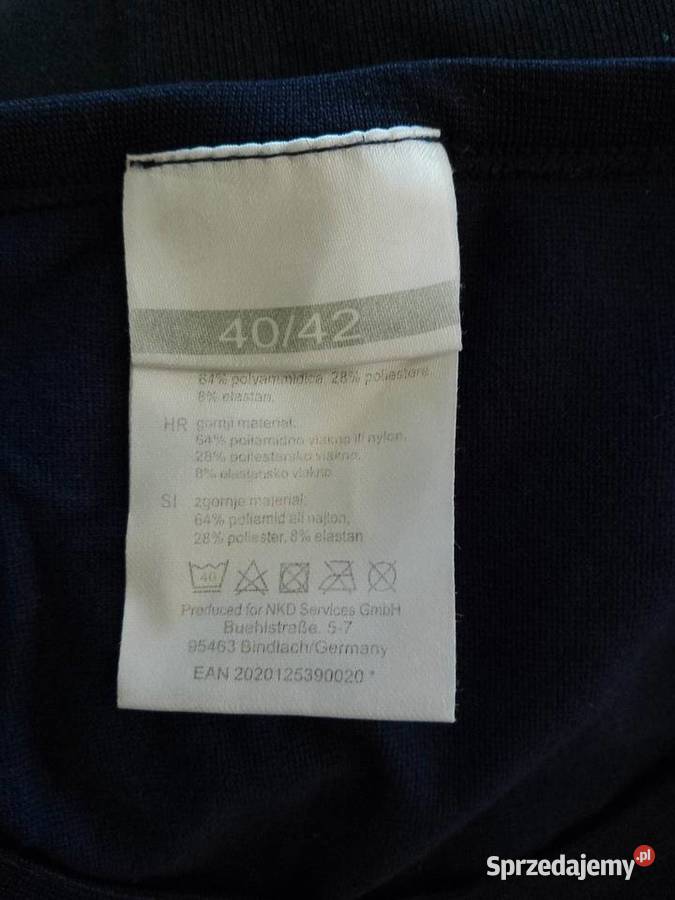 40/42
64% polyammidica, 28% poliestere,
8% elastan.
HR gornji material:
64% poliamidno vlakno ili nylon,
28% poliestersko vlakno,
8% elastansko vlakno
SI zgornje material:
64% poliamid ali najlon,
28% poliester, 8% elastan
40
Produced for NKD Services GmbH
Buehlstraße. 5-7
95463 Bindlach/Germany
EAN 2020125390020 *
Sprzedajemy.pl